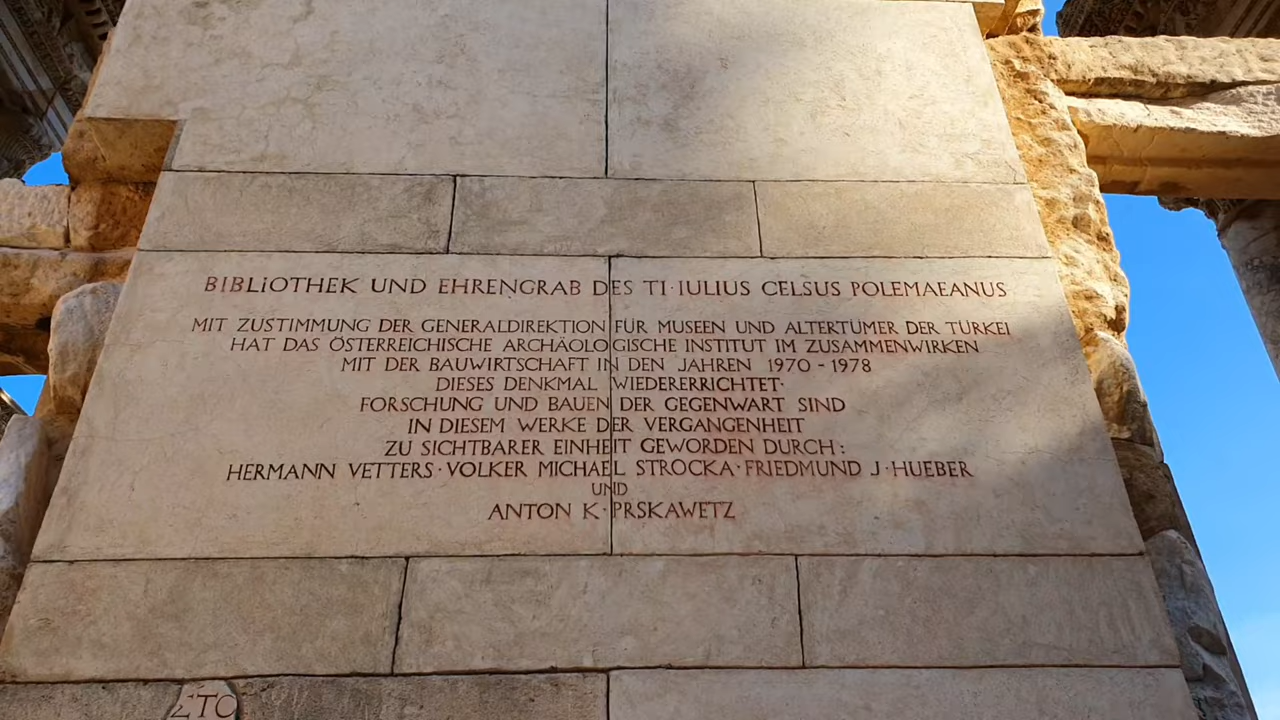 BIBLiOTHEK UND EHRENGRAB DES TI·IULIUS CELSUS POLEMAEANUS
MIT ZUSTIMMUNG DER GENERALDIREKTION FÜR MUSEEN UND ALTERTÜMER DER TÜRKEI
HAT DAS ÖSTERREICHISCHE ARCHÄOLOGISCHE INSTITUT IM ZUSAMMENWIRKEN
MIT DER BAUWIRTSCHAFT IN DEN JAHREN 1970 - 1978
DIESES DENKMAL WIEDERERRICHTET·
FORSCHUNG UND BAUEN DER GEGENWART SIND
IN DIESEM WERKE DER VERGANGENHEIT
ZU SICHTBARER EINHEIT GEWORDEN DURCH:
HERMANN VETTERS·VOLKER MICHAEL STROCKA·FRIEDMUND J·HUEBER
UND
ANTON K·PRSKAWETZ
ΣΤΟ